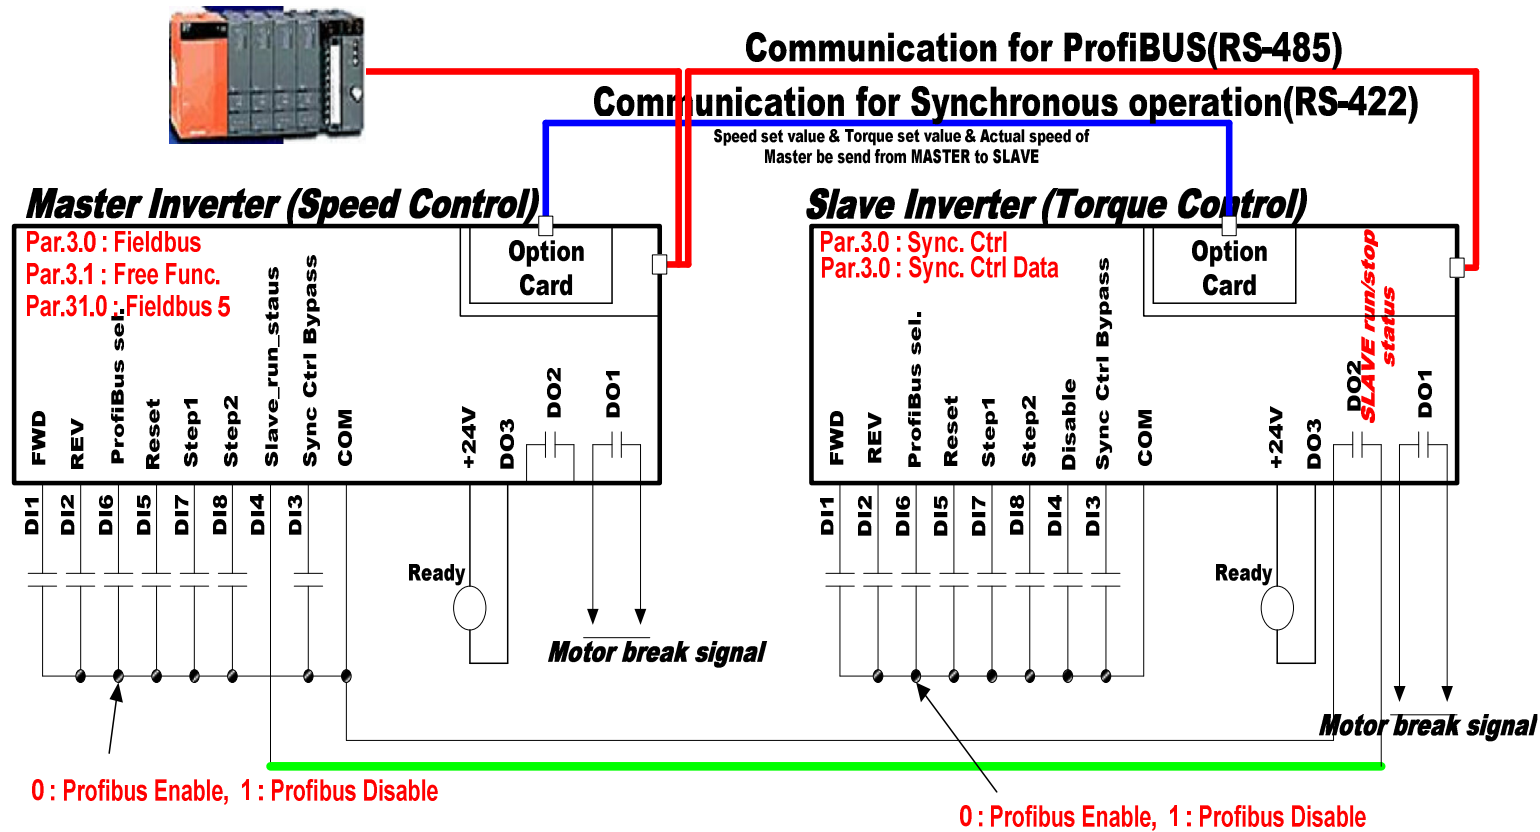 Communication for ProfiBUS(RS-485)
Communication for Synchronous operation(RS-422)
Speed set value & Torque set value & Actual speed of
Master be send from MASTER to SLAVE
Master Inverter (Speed Control)
Par.3.0 : Fieldbus
Par.3.1 : Free Func.
Par.31.0 : Fieldbus 5
Option
Card
FWD
REV
ProfiBus sel.
Reset
Step1
Step2
Slave_run_staus
Sync Ctrl Bypass
COM
+24V
DO3
DO2
DO1
DI1
DI2
DI6
DI5
DI7
DI8
DI4
DI3
Ready
Motor break signal
0 : Profibus Enable, 1 : Profibus Disable
Slave Inverter (Torque Control)
Par.3.0 : Sync. Ctrl
Par.3.0 : Sync. Ctrl Data
Option
Card
FWD
REV
ProfiBus sel.
Reset
Step1
Step2
Disable
Sync Ctrl Bypass
COM
+24V
DO3
DO2
SLAVE run/stop
status
DO1
DI1
DI2
DI6
DI5
DI7
DI8
DI4
DI3
Ready
Motor break signal
0 : Profibus Enable, 1 : Profibus Disable